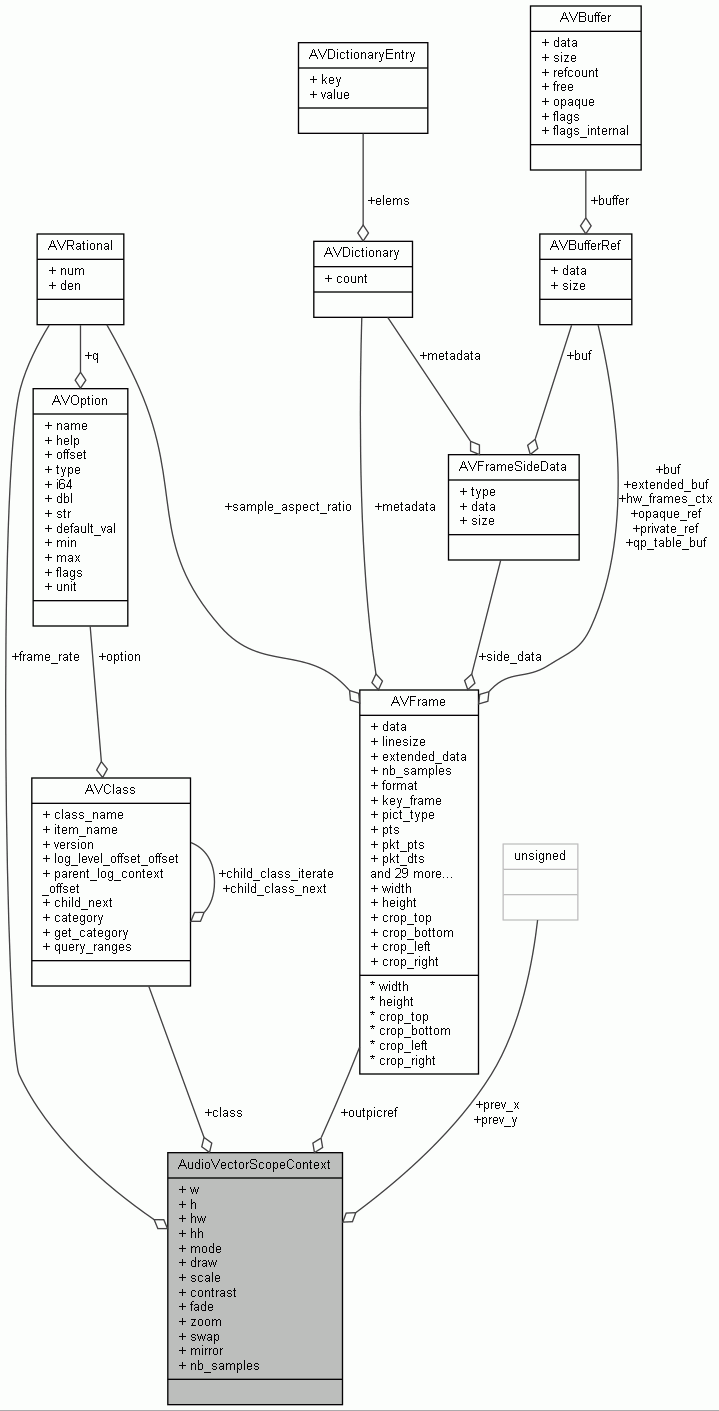 AVBuffer
+ data
+ size
+ refcount
+ free
+ opaque
+ flags
+ flags_internal
AVDictionaryEntry
+ key
+ value
+elems
+buffer
AVRational
+ num
+ den
AVDictionary
+ count
AVBufferRef
+ data
+ size
+q
+metadata
+buf
AVOption
+ name
+ help
+ offset
+ type
+ i64
+ dbl
+ str
+ default_val
+ min
+ max
+ flags
+ unit
AVFrameSideData
+ type
+ data
+ size
+sample_aspect_ratio
+metadata
+buf
+extended_buf
+hw_frames_ctx
+opaque_ref
+private_ref
+qp_table_buf
+frame_rate
+option
+side_data
AVFrame
+ data
+ linesize
+ extended_data
+ nb_samples
+ format
+ key_frame
+ pict_type
+ pts
+ pkt_pts
+ pkt_dts
and 29 more...
+ width
+ height
+ crop_top
+ crop_bottom
+ crop_left
+ crop_right
* width
* height
* crop_top
* crop_bottom
* crop_left
* crop_right
AVClass
+ class_name
+ item_name
+ version
+ log_level_offset_offset
+ parent_log_context
_offset
+ child_next
+ category
+ get_category
+ query_ranges
+child_class_iterate
+child_class_next
unsigned
+class
+outpicref
+prev_x
+prev_y
AudioVectorScopeContext
+ w
+ h
+ hw
+ hh
+ mode
+ draw
+ scale
+ contrast
+ fade
+ zoom
+ swap
+ mirror
+ nb_samples